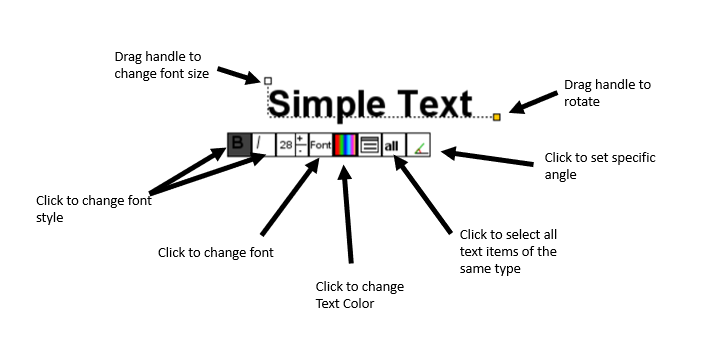 Drag handle to
change font size
Simple Text
Drag handle to
rotate
B I 28 + - Font all
Click to set specific
angle
Click to change font
style
Click to change font
Click to select all
text items of the
same type
Click to change
Text Color